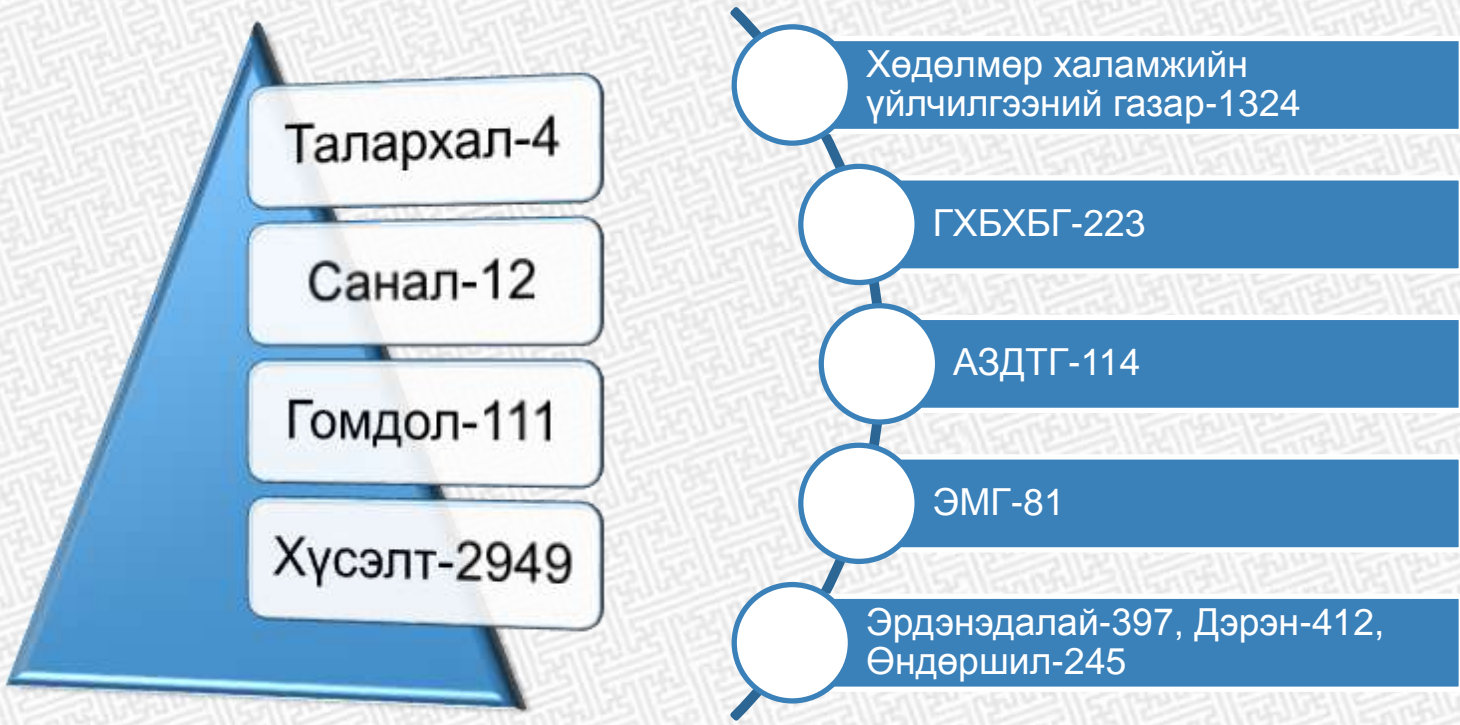 Талархал-4
Санал-12
Гомдол-111
Хүсэлт-2949
Хөдөлмөр халамжийн
үйлчилгээний газар-1324
ГХБХБГ-223
АЗДТГ-114
ЭМГ-81
Эрдэнэдалай-397, Дэрэн-412,
Өндөршил-245